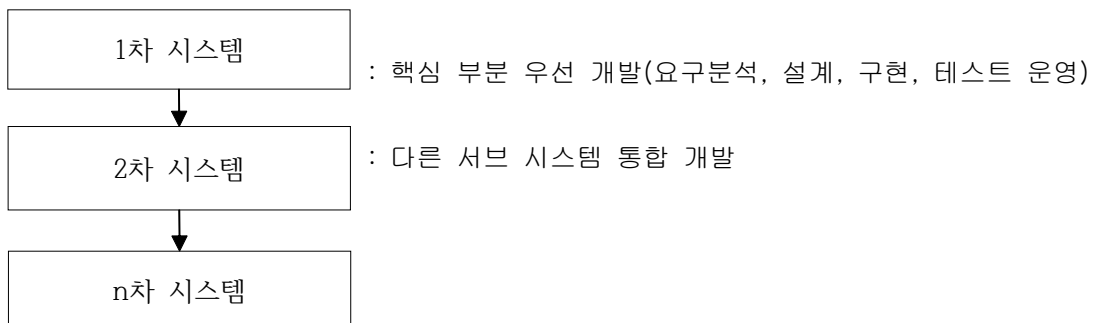 1차 시스템
: 핵심 부분 우선 개발(요구분석, 설계, 구현, 테스트 운영)
2차 시스템
: 다른 서브 시스템 통합 개발
n차 시스템